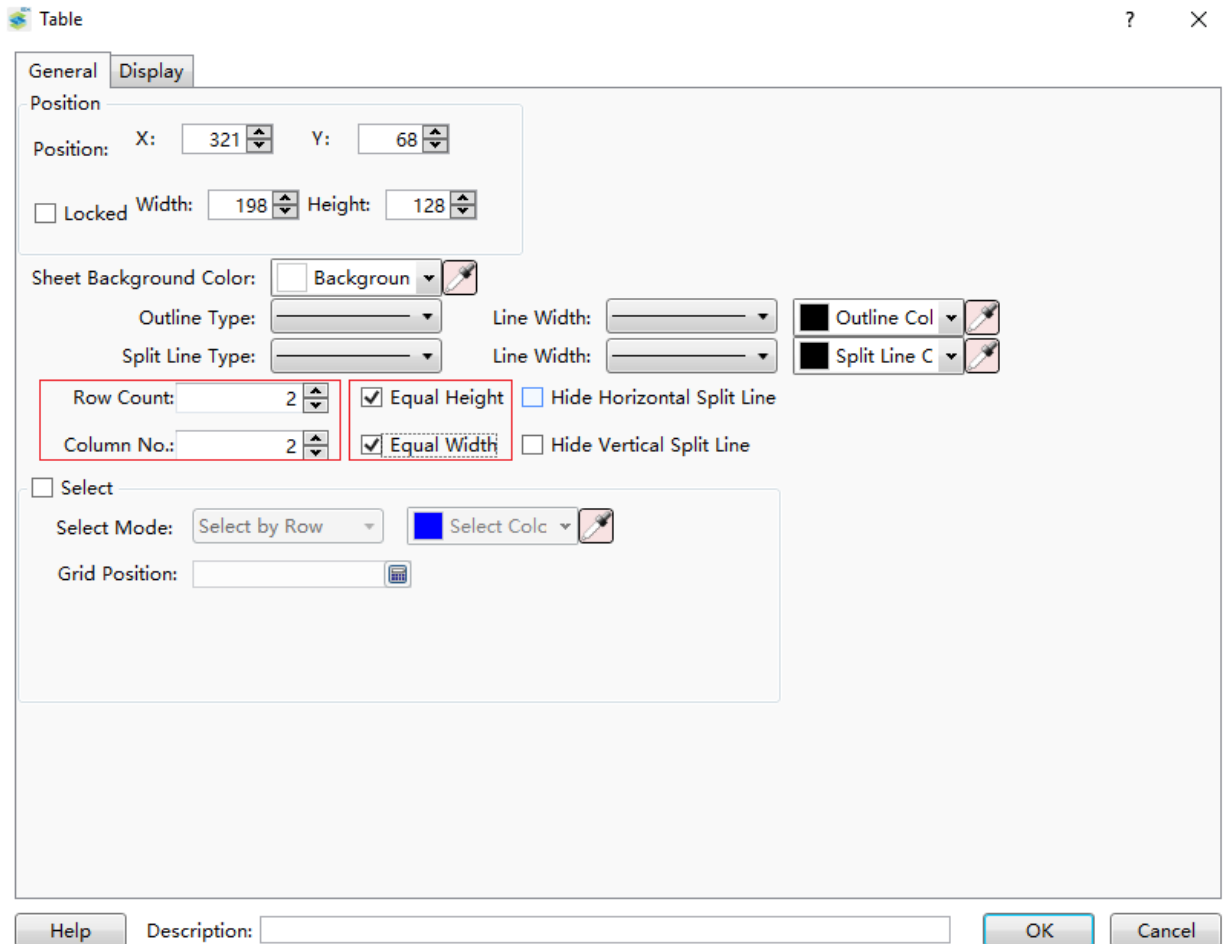 Table ?
General Display
Position
Position: X: 321 Y: 68
Locked Width: 198 Height: 128
Sheet Background Color: Backgroun
Outline Type: Line Width: Outline Col
Split Line Type: Line Width: Split Line C
Row Count: 2 Equal Height Hide Horizontal Split Line
Column No.: 2 Equal Width Hide Vertical Split Line
Select
Select Mode: Select by Row Select Colc
Grid Position:
Help Description: OK Cancel